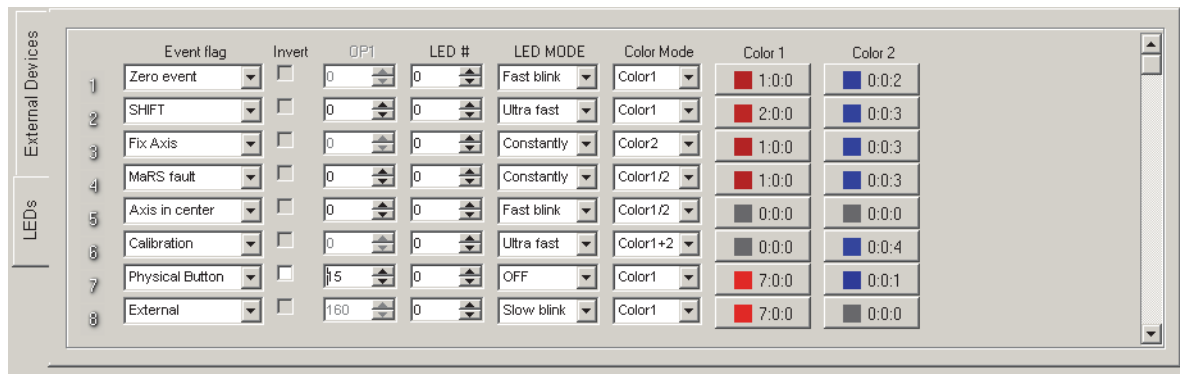 External Devices
LEDs
Event flag Invert OP1 LED # LED MODE Color Mode Color 1 Color 2
1 Zero event 0 0 Fast blink Color1 1:0:0 0:0:2
2 SHIFT 0 0 Ultra fast Color1 2:0:0 0:0:3
3 Fix Axis 0 0 Constantly Color2 1:0:0 0:0:3
4 MaRS fault 0 0 Constantly Color1/2 1:0:0 0:0:3
5 Axis in center 0 0 Fast blink Color1/2 0:0:0 0:0:0
6 Calibration 0 0 Ultra fast Color1+2 0:0:0 0:0:4
7 Physical Button 15 0 OFF Color1 7:0:0 0:0:1
8 External 160 0 Slow blink Color1 7:0:0 0:0:0